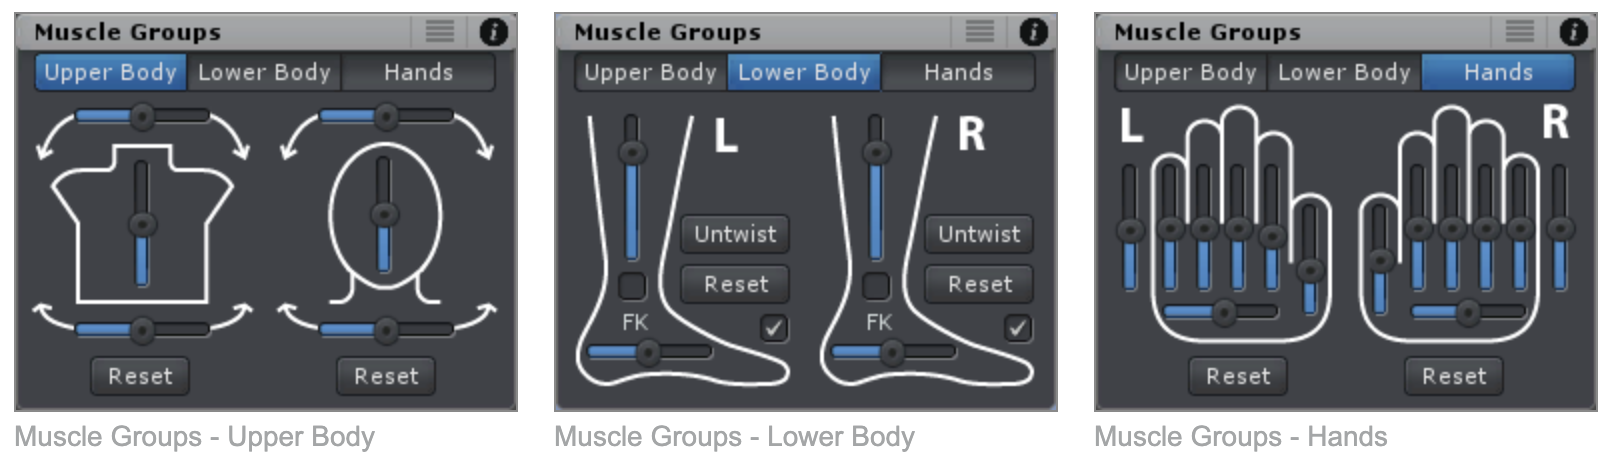 Muscle Groups i
Upper Body Lower Body Hands
Reset Reset
Muscle Groups - Upper Body
Muscle Groups i
Upper Body Lower Body Hands
L R
Untwist Untwist
Reset Reset
FK FK
Muscle Groups - Lower Body
Muscle Groups i
Upper Body Lower Body Hands
L R
Reset Reset
Muscle Groups - Hands